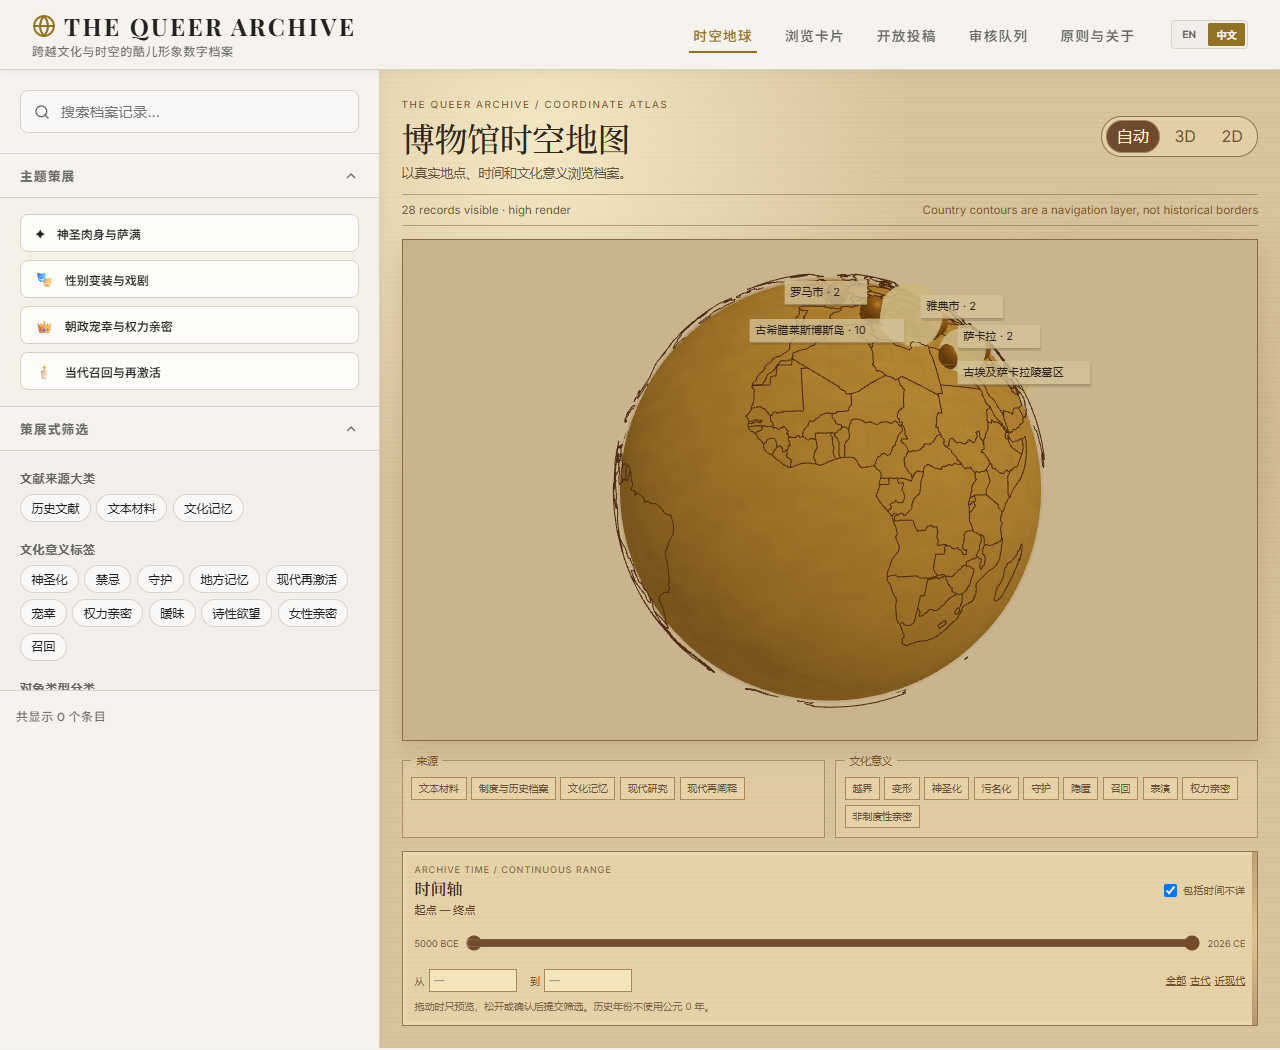 THE QUEER ARCHIVE
跨越文化与时空的酷儿形象数字档案
时空地球 浏览卡片 开放投稿 审核队列 原则与关于 EN 中文
搜索档案记录...
主题策展
✦ 神圣肉身与萨满
性别变装与戏剧
朝政宠幸与权力亲密
当代召回与再激活
策展式筛选
文献来源大类
历史文献 文本材料 文化记忆
文化意义标签
神圣化 禁忌 守护 地方记忆 现代再激活
宠幸 权力亲密 暧昧 诗性欲望 女性亲密
召回
对象类型分类
共显示 0 个条目
THE QUEER ARCHIVE / COORDINATE ATLAS
博物馆时空地图
以真实地点、时间和文化意义浏览档案。
自动 3D 2D
28 records visible · high render
Country contours are a navigation layer, not historical borders
罗马市 · 2
雅典市 · 2
古希腊莱斯博斯岛 · 10
萨卡拉 · 2
古埃及萨卡拉陵墓区
来源
文本材料 制度与历史档案 文化记忆 现代研究 现代再阐释
文化意义
越界 变形 神圣化 污名化 守护 隐匿 召回 表演 权力亲密
非制度性亲密
ARCHIVE TIME / CONTINUOUS RANGE
时间轴
起点 — 终点
包括时间不详
5000 BCE
2026 CE
从 — 到 —
全部 古代 近现代
拖动时只预览，松开或确认后提交筛选。历史年份不使用公元 0 年。